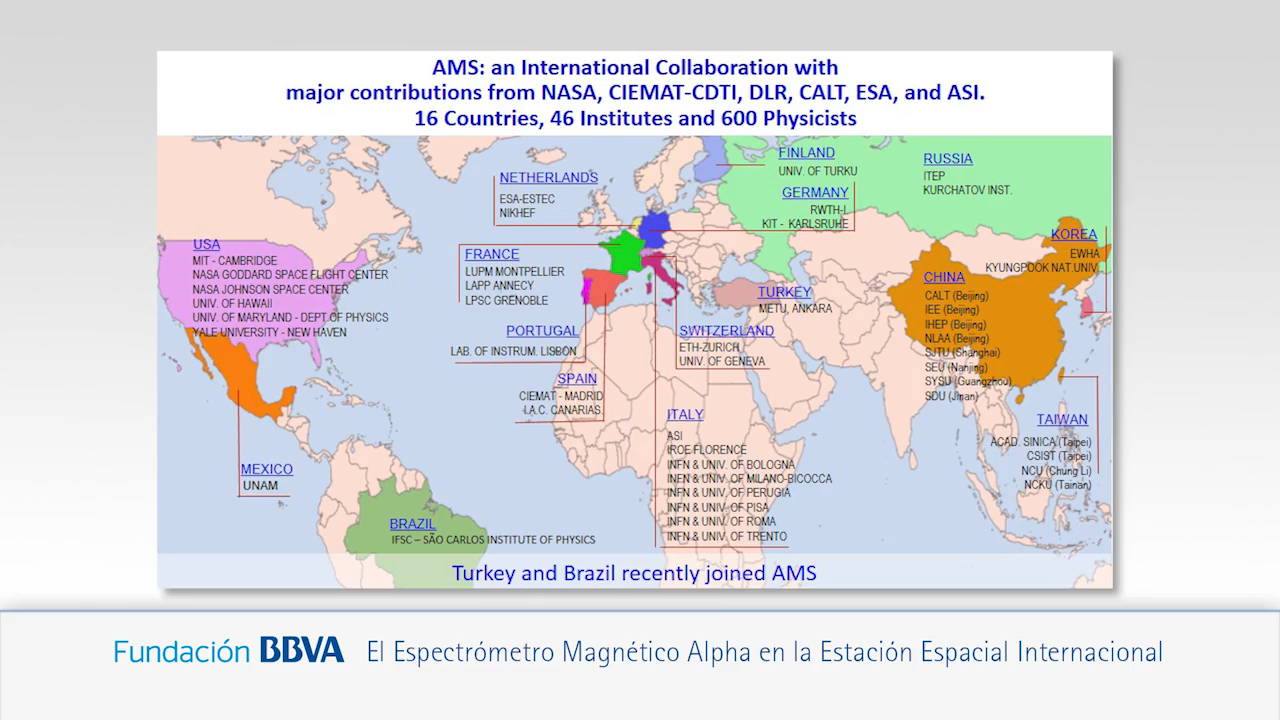 AMS: an International Collaboration with
major contributions from NASA, CIEMAT-CDTI, DLR, CALT, ESA, and ASI.
16 Countries, 46 Institutes and 600 Physicists
FINLAND
UNIV. OF TURKU
RUSSIA
ITEP
KURCHATOV INST.
NETHERLANDS
ESA-ESTEC
NIKHEF
GERMANY
RWTH-I
KIT - KARLSRUHE
USA
MIT - CAMBRIDGE
NASA GODDARD SPACE FLIGHT CENTER
NASA JOHNSON SPACE CENTER
UNIV. OF HAWAII
UNIV. OF MARYLAND - DEPT OF PHYSICS
YALE UNIVERSITY - NEW HAVEN
FRANCE
LUPM MONTPELLIER
LAPP ANNECY
LPSC GRENOBLE
KOREA
EWHA
KYUNGPOOK NAT.UNIV.
CHINA
CALT (Beijing)
IEE (Beijing)
IHEP (Beijing)
NLAA (Beijing)
SJTU (Shanghai)
SEU (Nanjing)
SYSU (Guangzhou)
SDU (Jinan)
TURKEY
METU, ANKARA
PORTUGAL
LAB. OF INSTRUM. LISBON
SWITZERLAND
ETH-ZURICH
UNIV. OF GENEVA
SPAIN
CIEMAT - MADRID
I.A.C. CANARIAS.
ITALY
ASI
IROE FLORENCE
INFN & UNIV. OF BOLOGNA
INFN & UNIV. OF MILANO-BICOCCA
INFN & UNIV. OF PERUGIA
INFN & UNIV. OF PISA
INFN & UNIV. OF ROMA
INFN & UNIV. OF TRENTO
TAIWAN
ACAD. SINICA (Taipei)
CSIST (Taipei)
NCU (Chung Li)
NCKU (Tainan)
MEXICO
UNAM
BRAZIL
IFSC – SÃO CARLOS INSTITUTE OF PHYSICS
Turkey and Brazil recently joined AMS
Fundación BBVA El Espectrómetro Magnético Alpha en la Estación Espacial Internacional